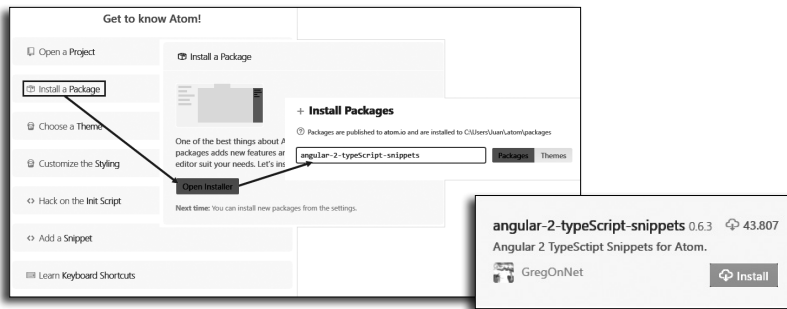 Get to know Atom!
Open a Project
Install a Package
Choose a Theme
Customize the Styling
Hack on the Init Script
Add a Snippet
Learn Keyboard Shortcuts
Install a Package
One of the best things about A
packages adds new features ar
editor suit your needs. Let's ins
Open Installer
Next time: You can install new packages from the settings.
+ Install Packages
Packages are published to atom.io and are installed to C:\Users\Juan\.atom\packages
angular-2-typeScript-snippets
Packages Themes
angular-2-typeScript-snippets 0.6.3 43.807
Angular 2 TypeSctipt Snippets for Atom.
GregOnNet
Install